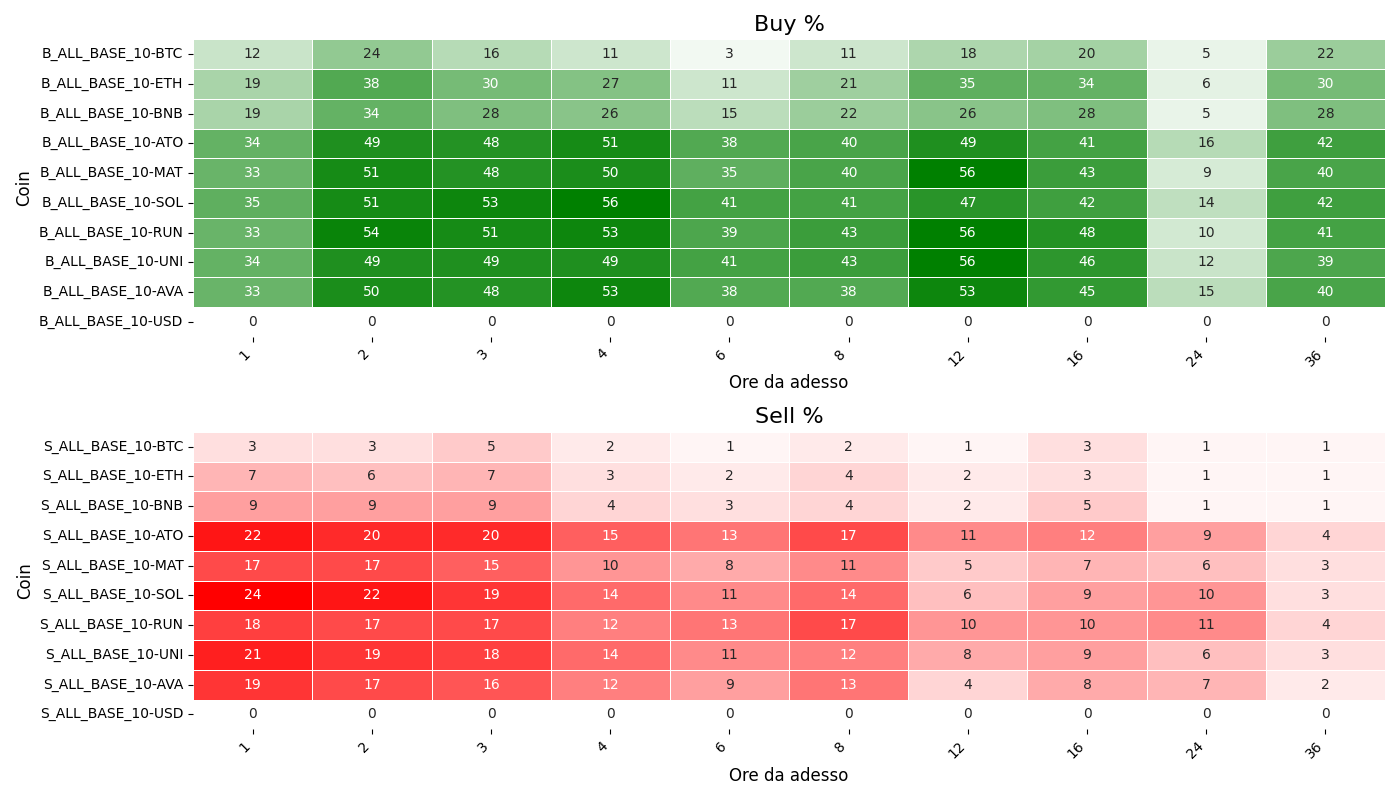 Buy %
Coin
B_ALL_BASE_10-BTC 12 24 16 11 3 11 18 20 5 22
B_ALL_BASE_10-ETH 19 38 30 27 11 21 35 34 6 30
B_ALL_BASE_10-BNB 19 34 28 26 15 22 26 28 5 28
B_ALL_BASE_10-ATO 34 49 48 51 38 40 49 41 16 42
B_ALL_BASE_10-MAT 33 51 48 50 35 40 56 43 9 40
B_ALL_BASE_10-SOL 35 51 53 56 41 41 47 42 14 42
B_ALL_BASE_10-RUN 33 54 51 53 39 43 56 48 10 41
B_ALL_BASE_10-UNI 34 49 49 49 41 43 56 46 12 39
B_ALL_BASE_10-AVA 33 50 48 53 38 38 53 45 15 40
B_ALL_BASE_10-USD 0 0 0 0 0 0 0 0 0 0
1 2 3 4 6 8 12 16 24 36
Ore da adesso
Sell %
Coin
S_ALL_BASE_10-BTC 3 3 5 2 1 2 1 3 1 1
S_ALL_BASE_10-ETH 7 6 7 3 2 4 2 3 1 1
S_ALL_BASE_10-BNB 9 9 9 4 3 4 2 5 1 1
S_ALL_BASE_10-ATO 22 20 20 15 13 17 11 12 9 4
S_ALL_BASE_10-MAT 17 17 15 10 8 11 5 7 6 3
S_ALL_BASE_10-SOL 24 22 19 14 11 14 6 9 10 3
S_ALL_BASE_10-RUN 18 17 17 12 13 17 10 10 11 4
S_ALL_BASE_10-UNI 21 19 18 14 11 12 8 9 6 3
S_ALL_BASE_10-AVA 19 17 16 12 9 13 4 8 7 2
S_ALL_BASE_10-USD 0 0 0 0 0 0 0 0 0 0
1 2 3 4 6 8 12 16 24 36
Ore da adesso